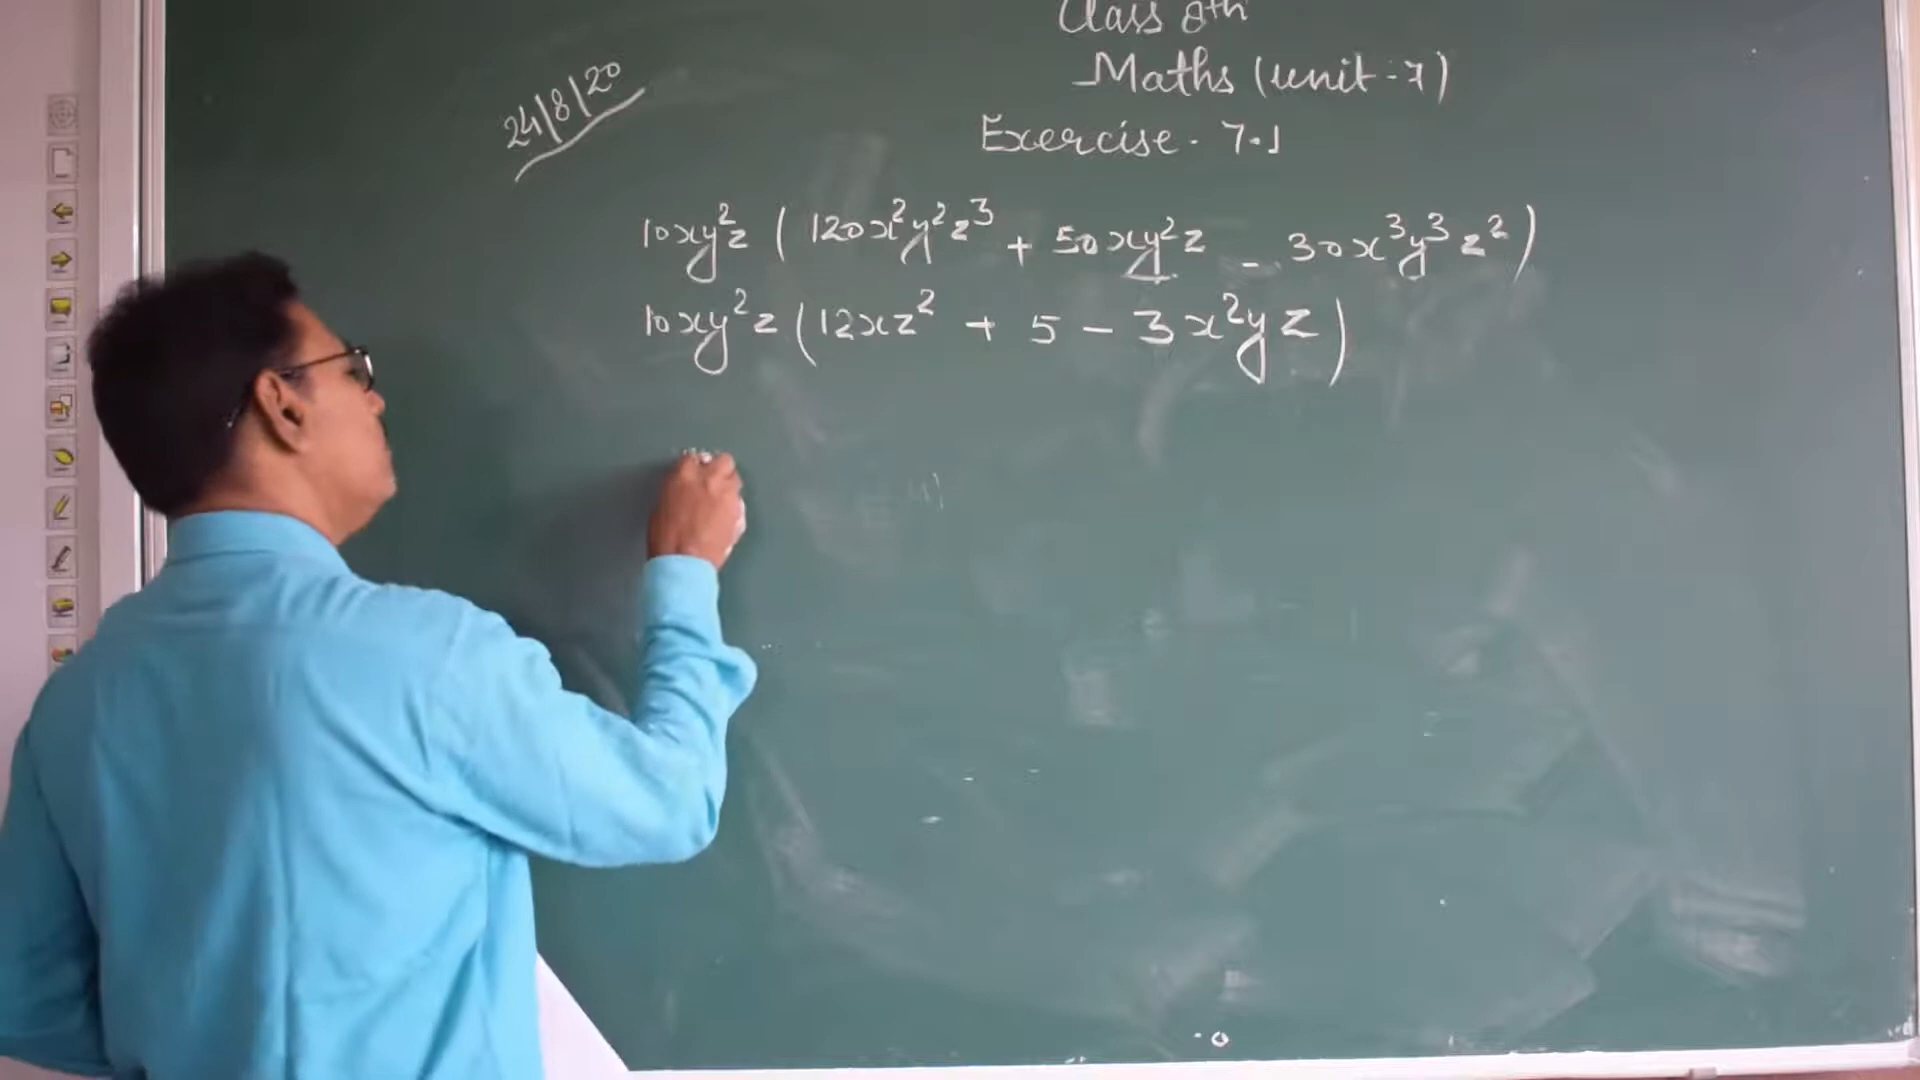 Class 8th
24/8/20
Maths (unit-7)
Exercise. 7.1
10xy²z (120x²y²z³ + 50xy²z - 30x³y³z²)
10xy²z (12xz² + 5 - 3x²yz)